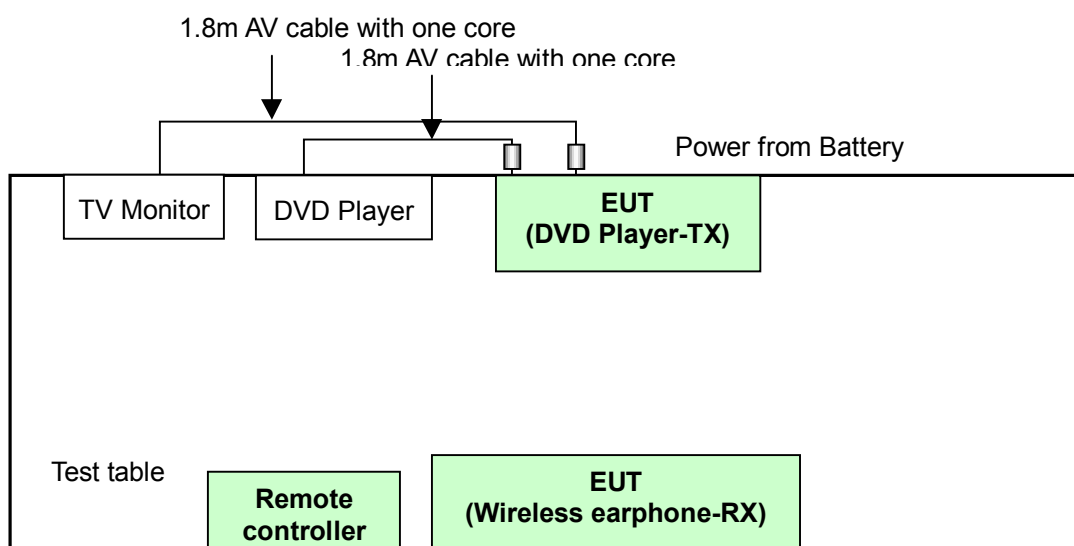 1.8m AV cable with one core
1.8m AV cable with one core
Power from Battery
TV Monitor
DVD Player
EUT
(DVD Player-TX)
Test table
Remote
controller
EUT
(Wireless earphone-RX)